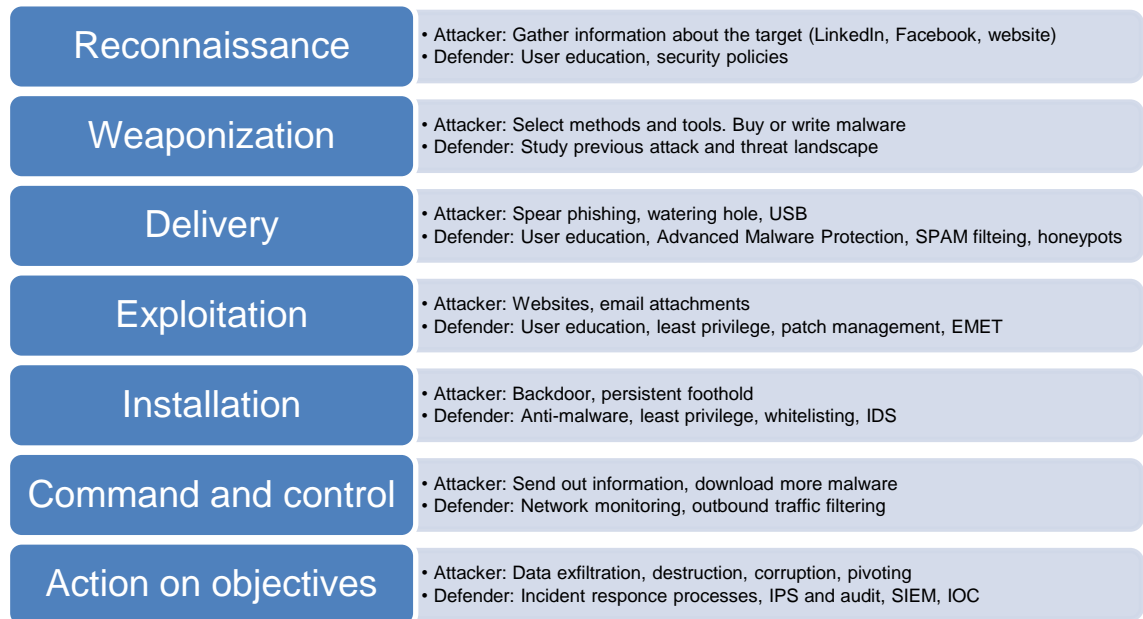 Reconnaissance
• Attacker: Gather information about the target (LinkedIn, Facebook, website)
• Defender: User education, security policies
Weaponization
• Attacker: Select methods and tools. Buy or write malware
• Defender: Study previous attack and threat landscape
Delivery
• Attacker: Spear phishing, watering hole, USB
• Defender: User education, Advanced Malware Protection, SPAM filteing, honeypots
Exploitation
• Attacker: Websites, email attachments
• Defender: User education, least privilege, patch management, EMET
Installation
• Attacker: Backdoor, persistent foothold
• Defender: Anti-malware, least privilege, whitelisting, IDS
Command and control
• Attacker: Send out information, download more malware
• Defender: Network monitoring, outbound traffic filtering
Action on objectives
• Attacker: Data exfiltration, destruction, corruption, pivoting
• Defender: Incident responce processes, IPS and audit, SIEM, IOC